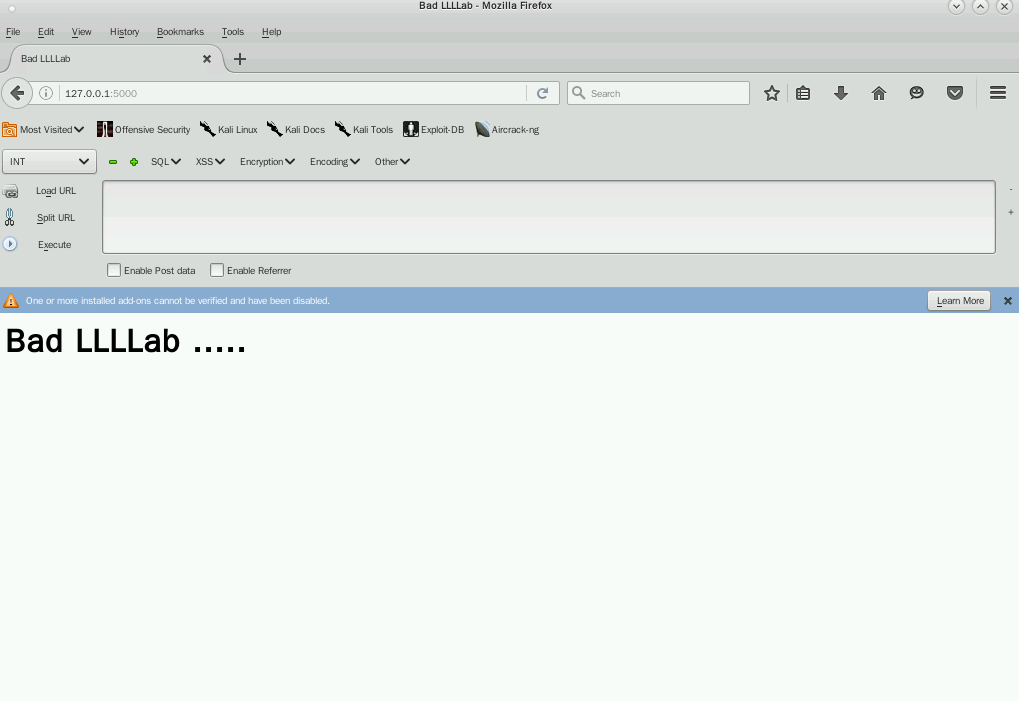 Bad LLLLab - Mozilla Firefox
File Edit View History Bookmarks Tools Help
Bad LLLLab
127.0.0.1:5000 Search
Most Visited Offensive Security Kali Linux Kali Docs Kali Tools Exploit-DB Aircrack-ng
INT SQL XSS Encryption Encoding Other
Load URL
Split URL
Execute
Enable Post data Enable Referrer
One or more installed add-ons cannot be verified and have been disabled. Learn More
Bad LLLLab .....